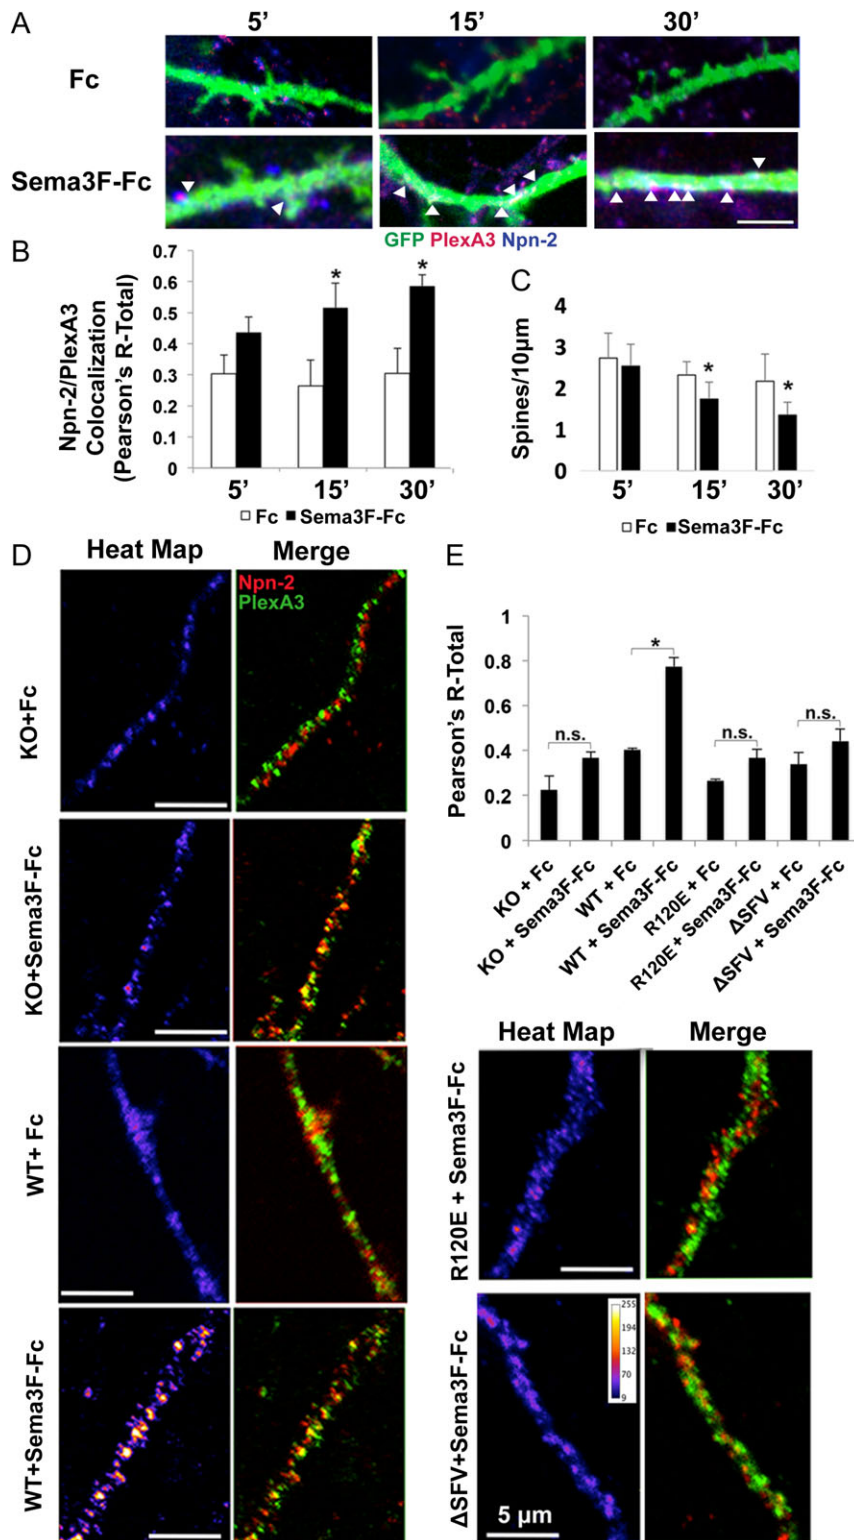 A
5’ 15’ 30’
Fc
Sema3F-Fc
GFP PlexA3 Npn-2
B
Npn-2/PlexA3
Colocalization
(Pearson’s R-Total)
0.7
0.6
0.5
0.4
0.3
0.2
0.1
0
* *
5’ 15’ 30’
Fc Sema3F-Fc
C
Spines/10µm
4
3
2
1
0
* *
5’ 15’ 30’
Fc Sema3F-Fc
D
Heat Map Merge
Npn-2
PlexA3
KO+Fc
KO+Sema3F-Fc
WT+ Fc
WT+Sema3F-Fc
E
Pearson’s R-Total
1
0.8
0.6
0.4
0.2
0
n.s. * n.s. n.s.
KO + Fc
KO + Sema3F-Fc
WT + Fc
WT + Sema3F-Fc
R120E + Fc
R120E + Sema3F-Fc
ΔSFV + Fc
ΔSFV + Sema3F-Fc
Heat Map Merge
R120E + Sema3F-Fc
ΔSFV+Sema3F-Fc
255
194
132
70
9
5 µm